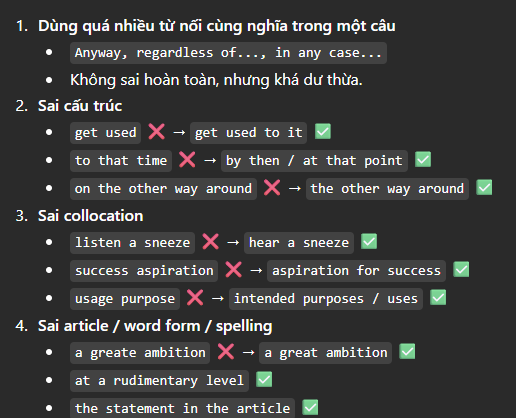 1. Dùng quá nhiều từ nối cùng nghĩa trong một câu
• Anyway, regardless of..., in any case...
• Không sai hoàn toàn, nhưng khá dư thừa.
2. Sai cấu trúc
• get used ❌ → get used to it ✅
• to that time ❌ → by then / at that point ✅
• on the other way around ❌ → the other way around ✅
3. Sai collocation
• listen a sneeze ❌ → hear a sneeze ✅
• success aspiration ❌ → aspiration for success ✅
• usage purpose ❌ → intended purposes / uses ✅
4. Sai article / word form / spelling
• a greate ambition ❌ → a great ambition ✅
• at a rudimentary level ✅
• the statement in the article ✅